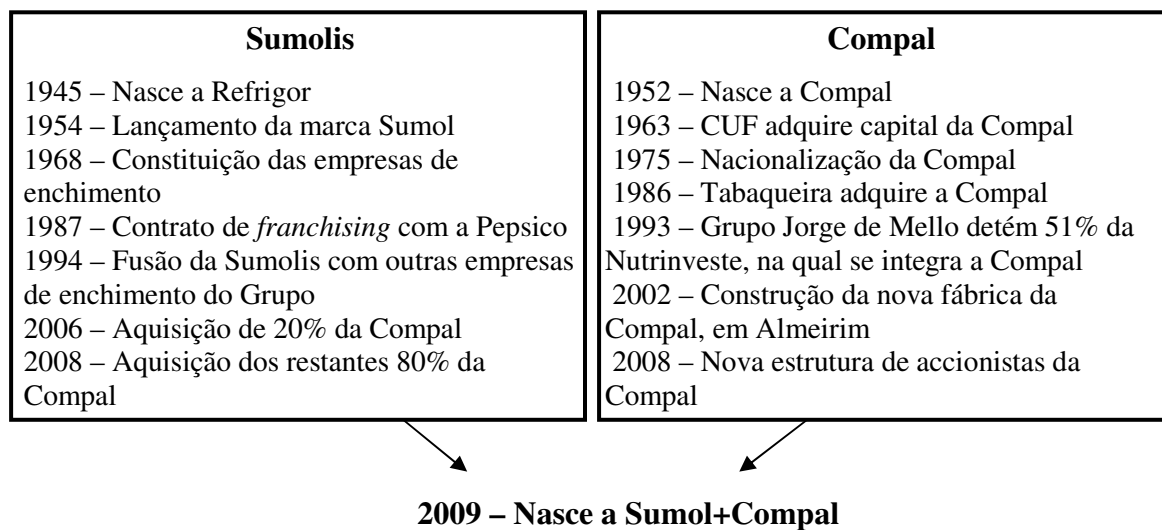 Sumolis
1945 – Nasce a Refrigor
1954 – Lançamento da marca Sumol
1968 – Constituição das empresas de
enchimento
1987 – Contrato de franchising com a Pepsico
1994 – Fusão da Sumolis com outras empresas
de enchimento do Grupo
2006 – Aquisição de 20% da Compal
2008 – Aquisição dos restantes 80% da
Compal
Compal
1952 – Nasce a Compal
1963 – CUF adquire capital da Compal
1975 – Nacionalização da Compal
1986 – Tabaqueira adquire a Compal
1993 – Grupo Jorge de Mello detém 51% da
Nutrinveste, na qual se integra a Compal
2002 – Construção da nova fábrica da
Compal, em Almeirim
2008 – Nova estrutura de accionistas da
Compal
2009 – Nasce a Sumol+Compal